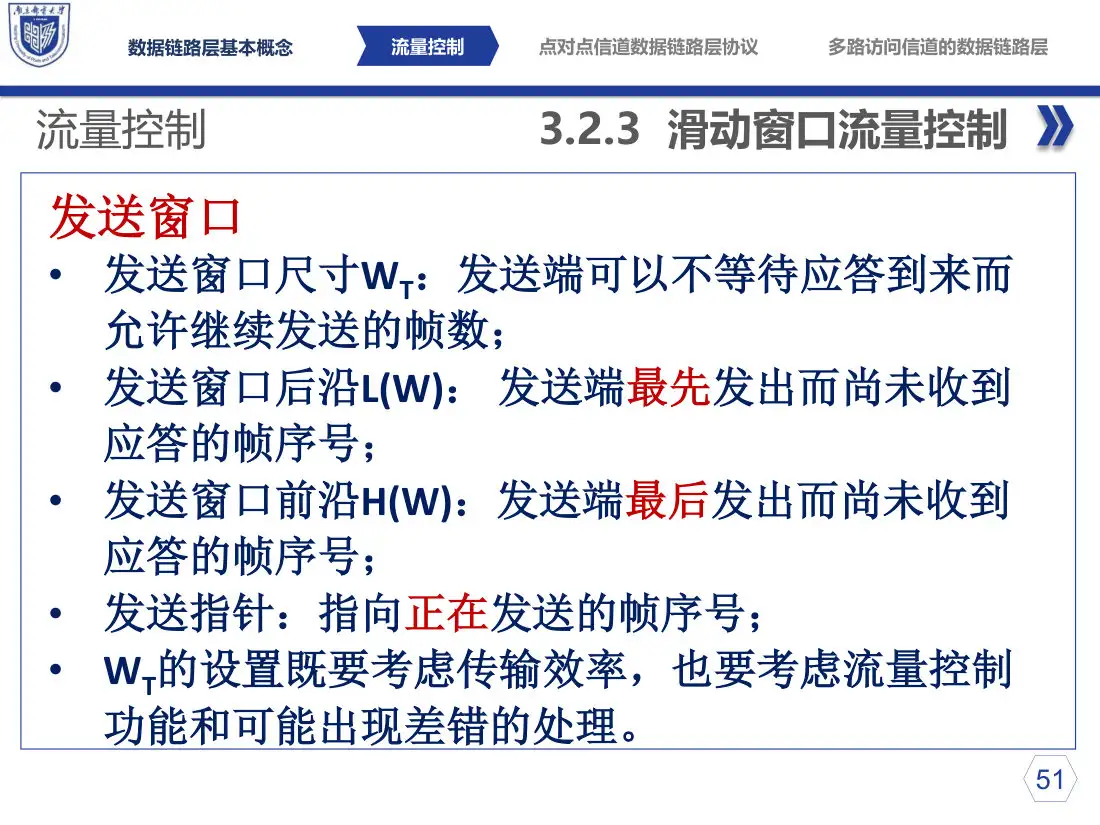 数据链路层基本概念
流量控制
点对点信道数据链路层协议
多路访问信道的数据链路层
流量控制
3.2.3 滑动窗口流量控制
发送窗口
• 发送窗口尺寸WT：发送端可以不等待应答到来而
允许继续发送的帧数；
• 发送窗口后沿L(W)： 发送端最先发出而尚未收到
应答的帧序号；
• 发送窗口前沿H(W)：发送端最后发出而尚未收到
应答的帧序号；
• 发送指针：指向正在发送的帧序号；
• WT的设置既要考虑传输效率，也要考虑流量控制
功能和可能出现差错的处理。
51